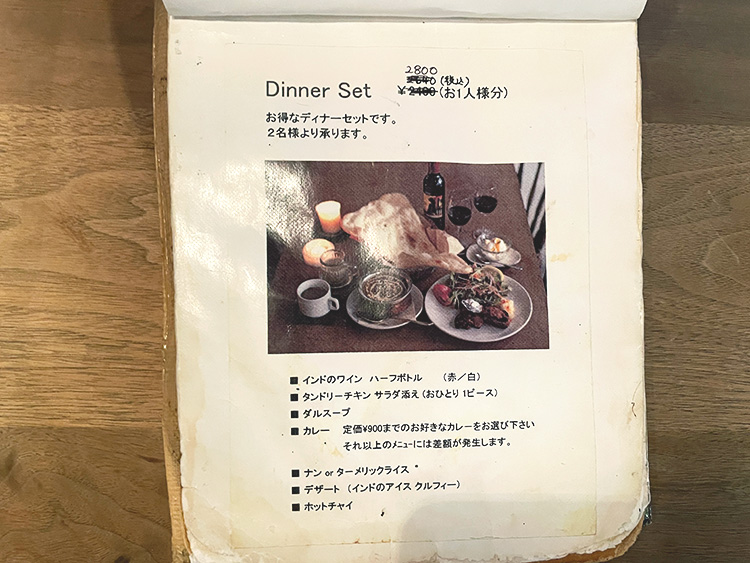 2800
2640 (税込)
Dinner Set ¥2480(お1人様分)
お得なディナーセットです。
2名様より承ります。
■ インドのワイン ハーフボトル (赤/白)
■ タンドリーチキン サラダ添え (おひとり 1ピース)
■ ダルスープ
■ カレー 定価¥900までのお好きなカレーをお選び下さい
それ以上のメニューには差額が発生します。
■ ナン or ターメリックライス
■ デザート (インドのアイス クルフィー)
■ ホットチャイ